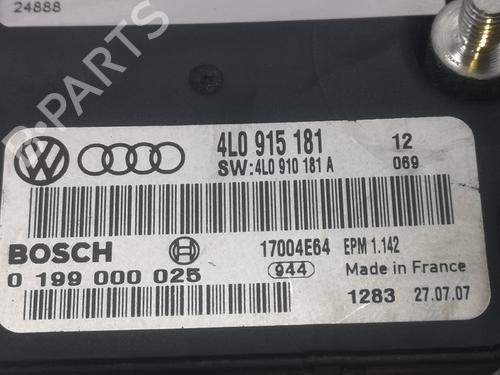 24888
B-PARTS
4L0 915 181 12
SW:4L0 910 181 A 069
BOSCH 17004E64 EPM 1.142
0 199 000 025 944 Made in France
1283 27.07.07